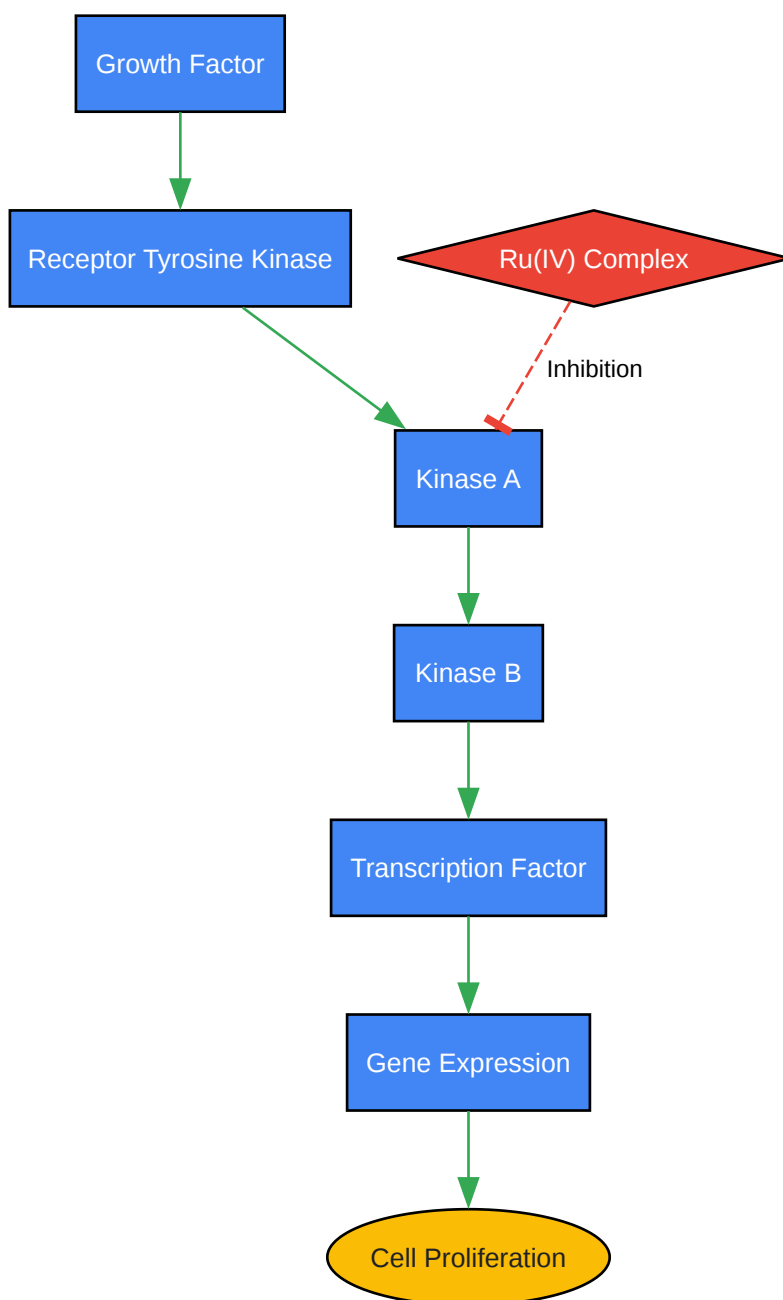 Growth Factor
Receptor Tyrosine Kinase
Ru(IV) Complex
Inhibition
Kinase A
Kinase B
Transcription Factor
Gene Expression
Cell Proliferation